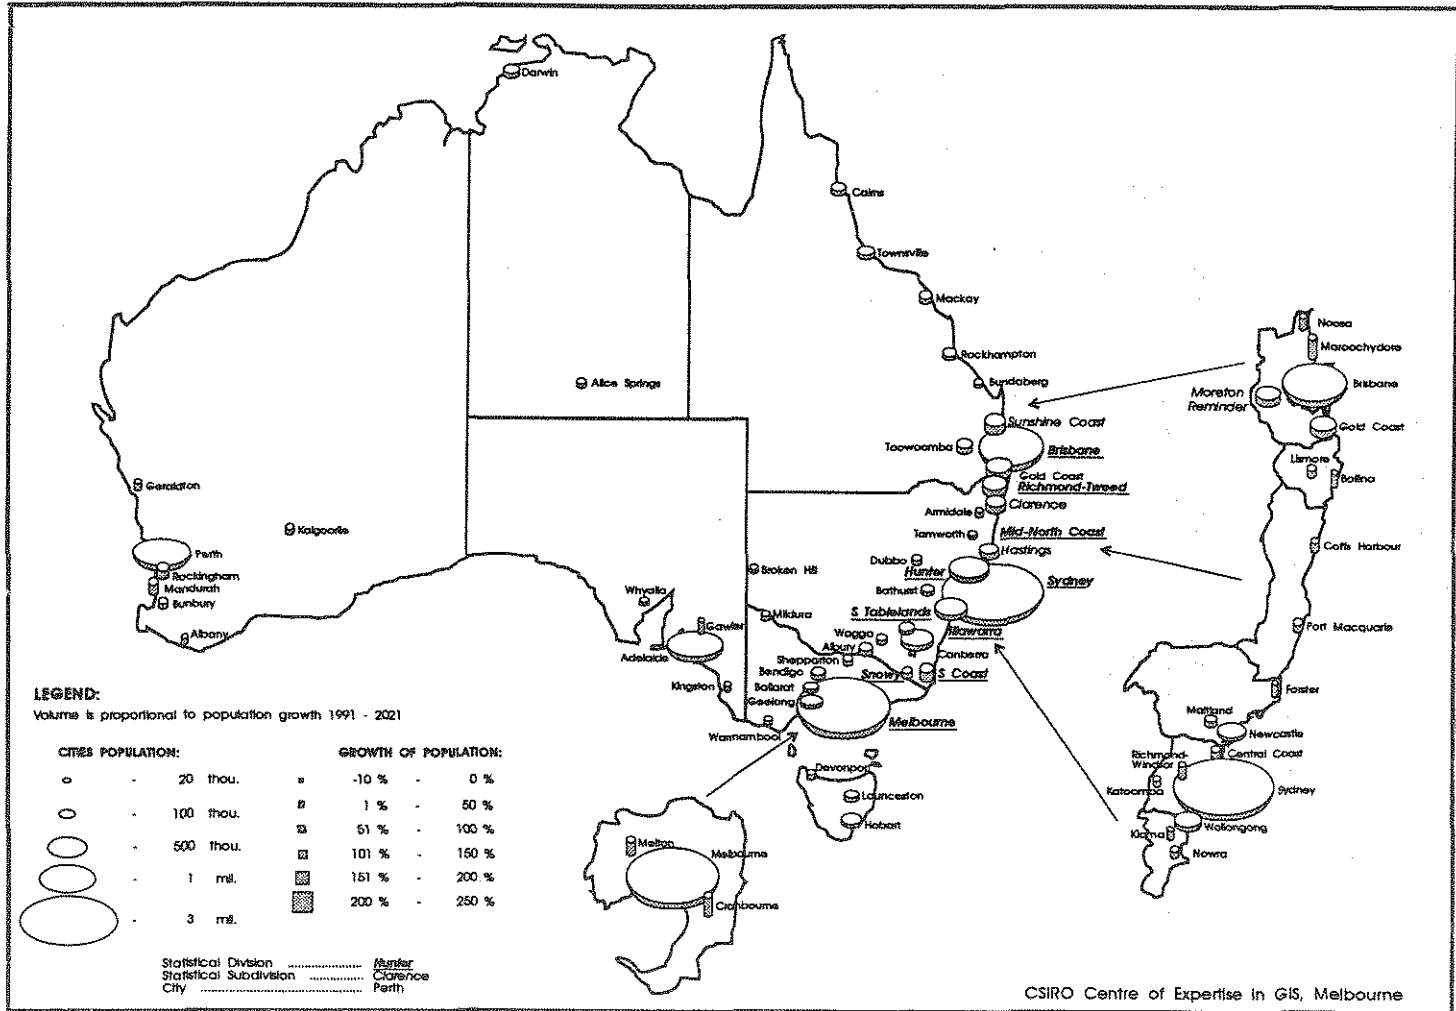 Darwin
Cairns
Townsville
Mackay
Rockhampton
Bundaberg
Alice Springs
Sunshine Coast
Toowoomba
Brisbane
Gold Coast
Richmond-Tweed
Clarence
Armidale
Tamworth
Mid-North Coast
Hastings
Dubbo
Hunter
Sydney
Bathurst
S Tablelands
Illawarra
Wagga
Albury
Canberra
Shepparton
Snowy
S Coast
Bendigo
Ballarat
Geelong
Melbourne
Warrnambool
Broken Hill
Mildura
Whyalla
Gawler
Adelaide
Kingston
Geraldton
Kalgoorlie
Perth
Rockingham
Mandurah
Bunbury
Albany
Devonport
Launceston
Hobart
Noosa
Maroochydore
Brisbane
Moreton
Reminder
Gold Coast
Lismore
Ballina
Coffs Harbour
Port Macquarie
Forster
Maitland
Newcastle
Richmond-
Windsor
Central Coast
Katoomba
Sydney
Kiama
Wollongong
Nowra
Melton
Melbourne
Cranbourne
LEGEND:
Volume is proportional to population growth 1991 - 2021
CITIES POPULATION: GROWTH OF POPULATION:
- 20 thou. -10 % - 0 %
- 100 thou. 1 % - 50 %
- 500 thou. 51 % - 100 %
- 1 mil. 101 % - 150 %
- 3 mil. 151 % - 200 %
200 % - 250 %
Statistical Division .................. Hunter
Statistical Subdivision .............. Clarence
City ............................ Perth
CSIRO Centre of Expertise in GIS, Melbourne